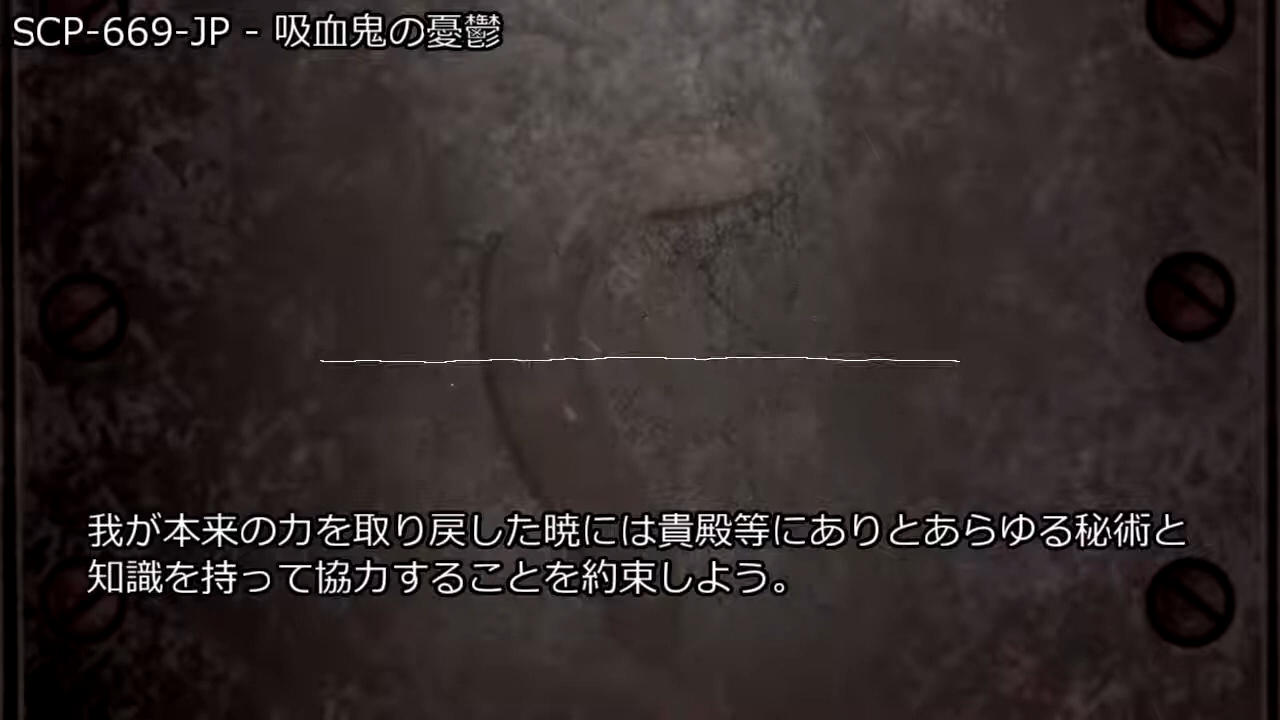 SCP-669-JP - 吸血鬼の憂鬱
我が本来の力を取り戻した暁には貴殿等にありとあらゆる秘術と
知識を持って協力することを約束しよう。